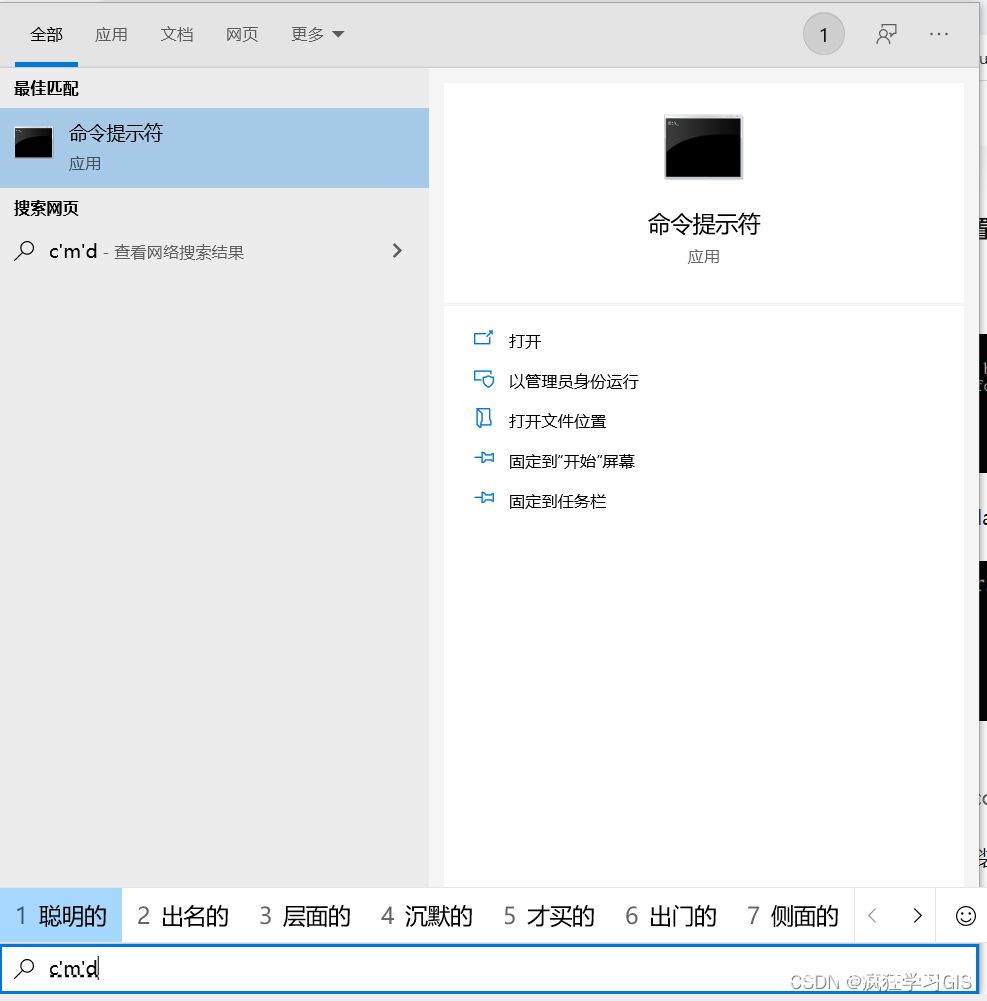 全部 应用 文档 网页 更多 1 ···
最佳匹配
命令提示符
应用
搜索网页
c'm'd - 查看网络搜索结果
命令提示符
应用
打开
以管理员身份运行
打开文件位置
固定到“开始”屏幕
固定到任务栏
1 聪明的 2 出名的 3 层面的 4 沉默的 5 才买的 6 出门的 7 侧面的
c'm'd
CSDN @疯狂学习GIS